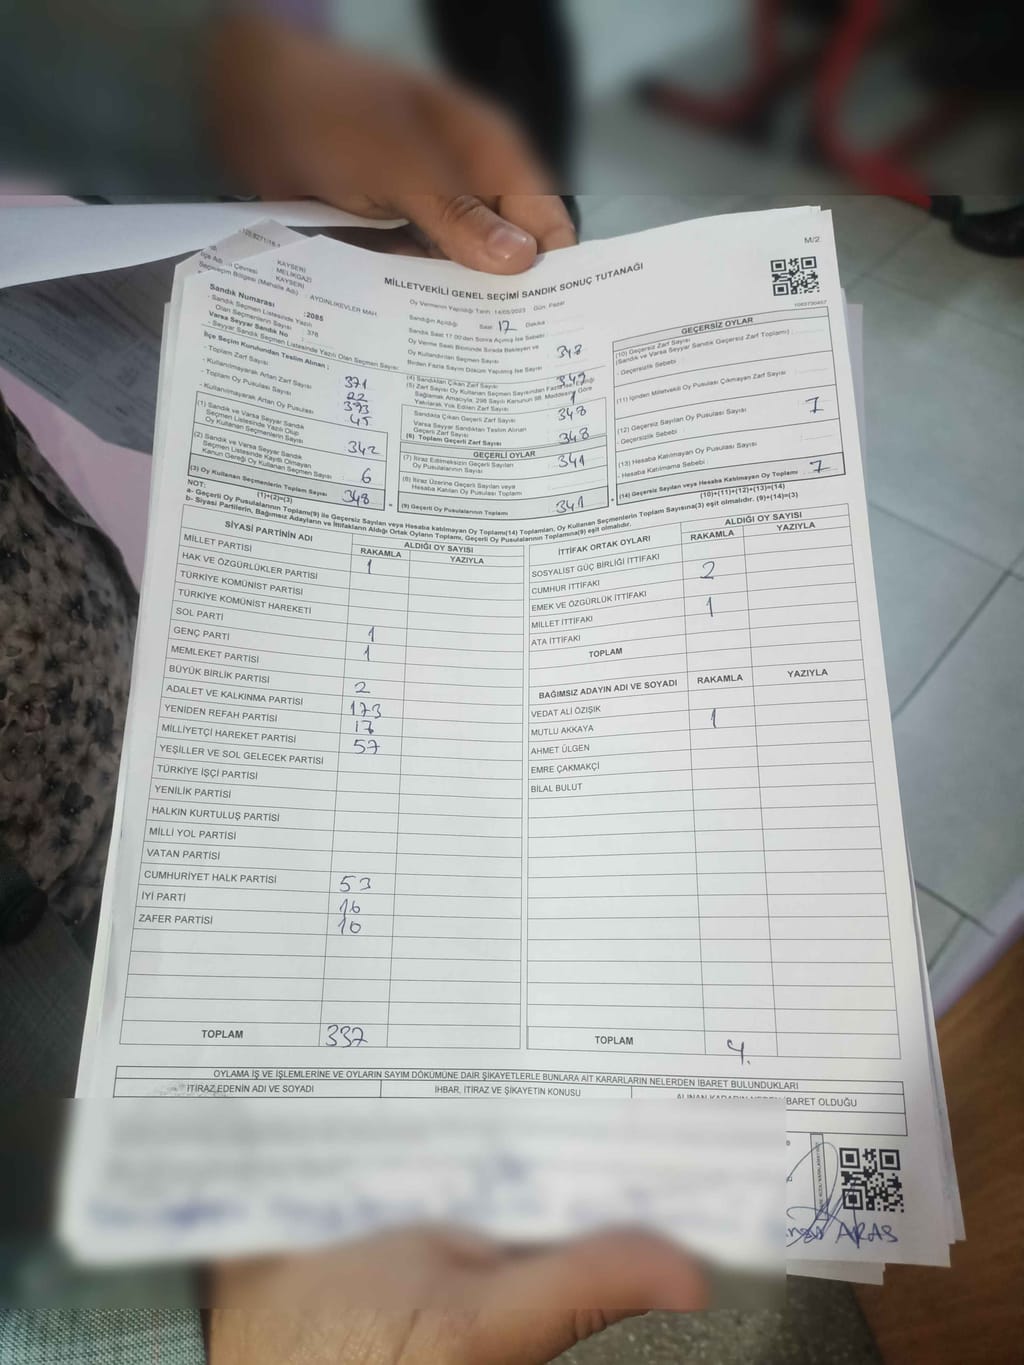 M/2
MİLLETVEKİLİ GENEL SEÇİMİ SANDIK SONUÇ TUTANAĞI
1063730457
KAYSERİ
MELİKGAZİ
KAYSERİ
Seçim Çevresi :
İlçe Adı :
Seçim Bölgesi (Mahalle Adı) : AYDINLIKEVLER MAH.
Sandık Numarası :2085
- Sandık Seçmen Listesinde Yazılı
Olan Seçmenlerin Sayısı : 376
Varsa Seyyar Sandık No :
- Seyyar Sandık Seçmen Listesinde Yazılı Olan Seçmen Sayısı:
İlçe Seçim Kurulundan Teslim Alınan ;
- Toplam Zarf Sayısı: 371
- Kullanılmayarak Artan Zarf Sayısı: 22
- Toplam Oy Pusulası Sayısı: 393
- Kullanılmayarak Artan Oy Pusulası 45
(1) Sandık ve Varsa Seyyar Sandık
Seçmen Listesinde Yazılı Olup
Oy Kullanan Seçmenlerin Sayısı 342
(2) Sandık ve Varsa Seyyar Sandık
Seçmen Listesinde Kayıtlı Olmayan
Kanun Gereği Oy Kullanan Seçmen Sayısı 6
(3) Oy Kullanan Seçmenlerin Toplam Sayısı
(1)+(2)=(3) 348
Oy Vermenin Yapıldığı Tarih: 14/05/2023 Gün: Pazar
Sandığın Açıldığı Saat 17 Dakika :
Sandık Saat 17.00'den Sonra Açılmış İse Sebebi :
Oy Verme Saati Bitiminde Sırada Bekleyen ve
Oy Kullandırılan Seçmen Sayısı
Birden Fazla Sayım Döküm Yapılmış İse Sayısı
(4) Sandıktan Çıkan Zarf Sayısı 349
(5) Zarf Sayısı Oy Kullanan Seçmen Sayısından Fazla İse Eşitliği
Sağlamak Amacıyla; 298 Sayılı Kanunun 98. Maddesine Göre
Yakılarak Yok Edilen Zarf Sayısı 1
Sandıkta Çıkan Geçerli Zarf Sayısı 348
Varsa Seyyar Sandıktan Teslim Alınan
Geçerli Zarf Sayısı
(6) Toplam Geçerli Zarf Sayısı 348
GEÇERLİ OYLAR
(7) İtiraz Edilmeksizin Geçerli Sayılan
Oy Pusulalarının Sayısı 341
(8) İtiraz Üzerine Geçerli Sayılan veya
Hesaba Katılan Oy Pusulası Toplamı
(9) Geçerli Oy Pusulalarının Toplamı 341
GEÇERSİZ OYLAR
(10) Geçersiz Zarf Sayısı
(Sandık ve Varsa Seyyar Sandık Geçersiz Zarf Toplamı) :
- Geçersizlik Sebebi :
(11) İçinden Milletvekili Oy Pusulası Çıkmayan Zarf Sayısı
(12) Geçersiz Sayılan Oy Pusulası Sayısı 7
- Geçersizlik Sebebi
(13) Hesaba Katılmayan Oy Pusulası Sayısı
- Hesaba Katılmama Sebebi :
(14) Geçersiz Sayılan veya Hesaba Katılmayan Oy Toplamı 7
(10)+(11)+(12)+(13)=(14)
NOT:
a- Geçerli Oy Pusulalarının Toplamı(9) ile Geçersiz Sayılan veya Hesaba katılmayan Oy Toplamı(14) Toplamları, Oy Kullanan Seçmenlerin Toplam Sayısına(3) eşit olmalıdır. (9)+(14)=(3)
b- Siyasi Partilerin, Bağımsız Adayların ve İttifakların Aldığı Ortak Oyların Toplamı, Geçerli Oy Pusulalarının Toplamına(9) eşit olmalıdır.
SİYASİ PARTİNİN ADI ALDIĞI OY SAYISI
RAKAMLA YAZIYLA
MİLLET PARTİSİ 1
HAK VE ÖZGÜRLÜKLER PARTİSİ
TÜRKİYE KOMÜNİST PARTİSİ
TÜRKİYE KOMÜNİST HAREKETİ
SOL PARTİ 1
GENÇ PARTİ 1
MEMLEKET PARTİSİ
BÜYÜK BİRLİK PARTİSİ 2
ADALET VE KALKINMA PARTİSİ 173
YENİDEN REFAH PARTİSİ 17
MİLLİYETÇİ HAREKET PARTİSİ 57
YEŞİLLER VE SOL GELECEK PARTİSİ
TÜRKİYE İŞÇİ PARTİSİ
YENİLİK PARTİSİ
HALKIN KURTULUŞ PARTİSİ
MİLLİ YOL PARTİSİ
VATAN PARTİSİ
CUMHURİYET HALK PARTİSİ 53
İYİ PARTİ 16
ZAFER PARTİSİ 10
TOPLAM 337
İTTİFAK ORTAK OYLARI ALDIĞI OY SAYISI
RAKAMLA YAZIYLA
SOSYALİST GÜÇ BİRLİĞİ İTTİFAKI
CUMHUR İTTİFAKI 2
EMEK VE ÖZGÜRLÜK İTTİFAKI
MİLLET İTTİFAKI 1
ATA İTTİFAKI
TOPLAM
BAĞIMSIZ ADAYIN ADI VE SOYADI RAKAMLA YAZIYLA
VEDAT ALİ ÖZIŞIK
MUTLU AKKAYA 1
AHMET ÜLGEN
EMRE ÇAKMAKÇİ
BİLAL BULUT
TOPLAM 4.
OYLAMA İŞ VE İŞLEMLERİNE VE OYLARIN SAYIM DÖKÜMÜNE DAİR ŞİKAYETLERLE BUNLARA AİT KARARLARIN NELERDEN İBARET BULUNDUKLARI
İTİRAZ EDENİN ADI VE SOYADI İHBAR, İTİRAZ VE ŞİKAYETİN KONUSU ALINAN KARARIN NEDEN İBARET OLDUĞU
ARAS